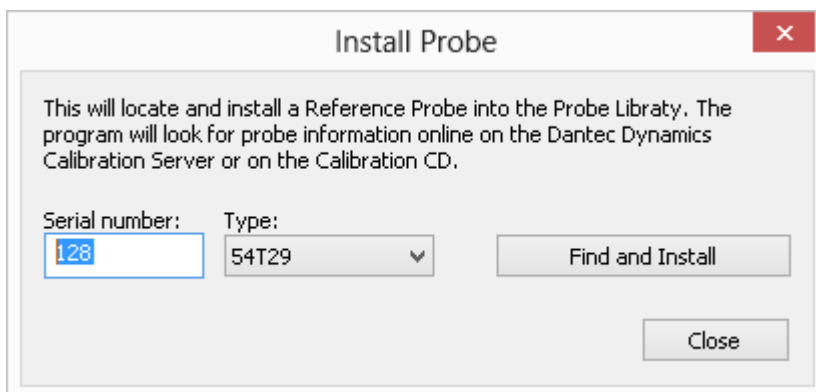 Install Probe
This will locate and install a Reference Probe into the Probe Libraty. The
program will look for probe information online on the Dantec Dynamics
Calibration Server or on the Calibration CD.
Serial number: Type:
128 54T29 Find and Install
Close